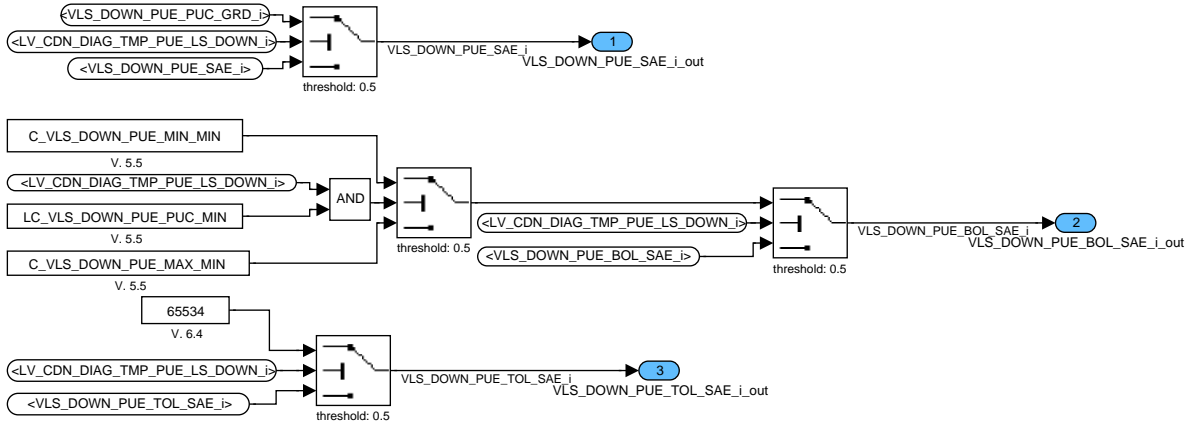 <VLS_DOWN_PUE_PUC_GRD_i>
<LV_CDN_DIAG_TMP_PUE_LS_DOWN_i>
<VLS_DOWN_PUE_SAE_i>
threshold: 0.5
VLS_DOWN_PUE_SAE_i
1
VLS_DOWN_PUE_SAE_i_out
C_VLS_DOWN_PUE_MIN_MIN
V. 5.5
<LV_CDN_DIAG_TMP_PUE_LS_DOWN_i>
AND
LC_VLS_DOWN_PUE_PUC_MIN
V. 5.5
C_VLS_DOWN_PUE_MAX_MIN
V. 5.5
threshold: 0.5
<LV_CDN_DIAG_TMP_PUE_LS_DOWN_i>
<VLS_DOWN_PUE_BOL_SAE_i>
threshold: 0.5
VLS_DOWN_PUE_BOL_SAE_i
2
VLS_DOWN_PUE_BOL_SAE_i_out
65534
V. 6.4
<LV_CDN_DIAG_TMP_PUE_LS_DOWN_i>
<VLS_DOWN_PUE_TOL_SAE_i>
threshold: 0.5
VLS_DOWN_PUE_TOL_SAE_i
3
VLS_DOWN_PUE_TOL_SAE_i_out